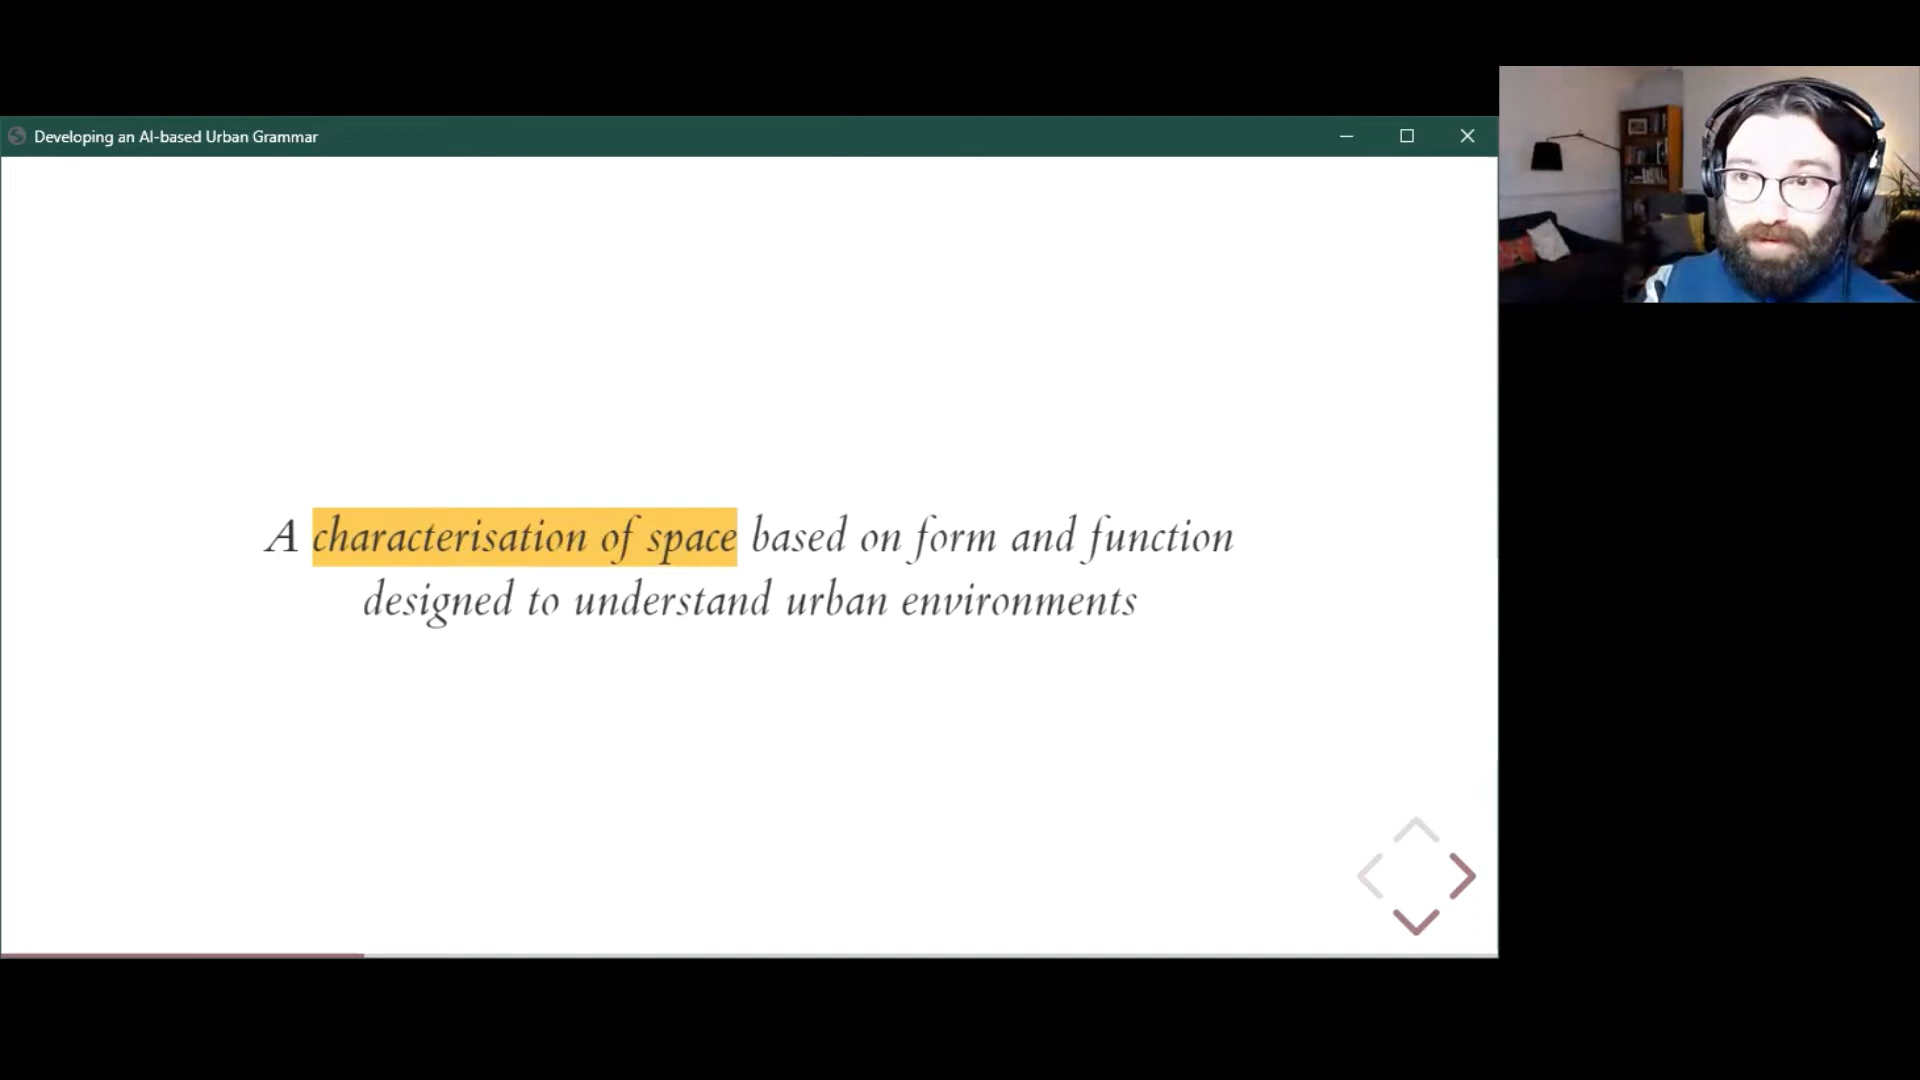 Developing an AI-based Urban Grammar
A characterisation of space based on form and function
designed to understand urban environments